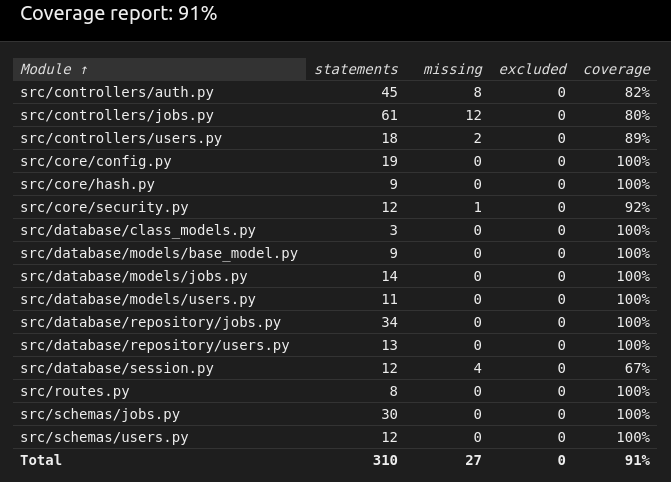 Coverage report: 91%
Module ↑ statements missing excluded coverage
src/controllers/auth.py 45 8 0 82%
src/controllers/jobs.py 61 12 0 80%
src/controllers/users.py 18 2 0 89%
src/core/config.py 19 0 0 100%
src/core/hash.py 9 0 0 100%
src/core/security.py 12 1 0 92%
src/database/class_models.py 3 0 0 100%
src/database/models/base_model.py 9 0 0 100%
src/database/models/jobs.py 14 0 0 100%
src/database/models/users.py 11 0 0 100%
src/database/repository/jobs.py 34 0 0 100%
src/database/repository/users.py 13 0 0 100%
src/database/session.py 12 4 0 67%
src/routes.py 8 0 0 100%
src/schemas/jobs.py 30 0 0 100%
src/schemas/users.py 12 0 0 100%
Total 310 27 0 91%